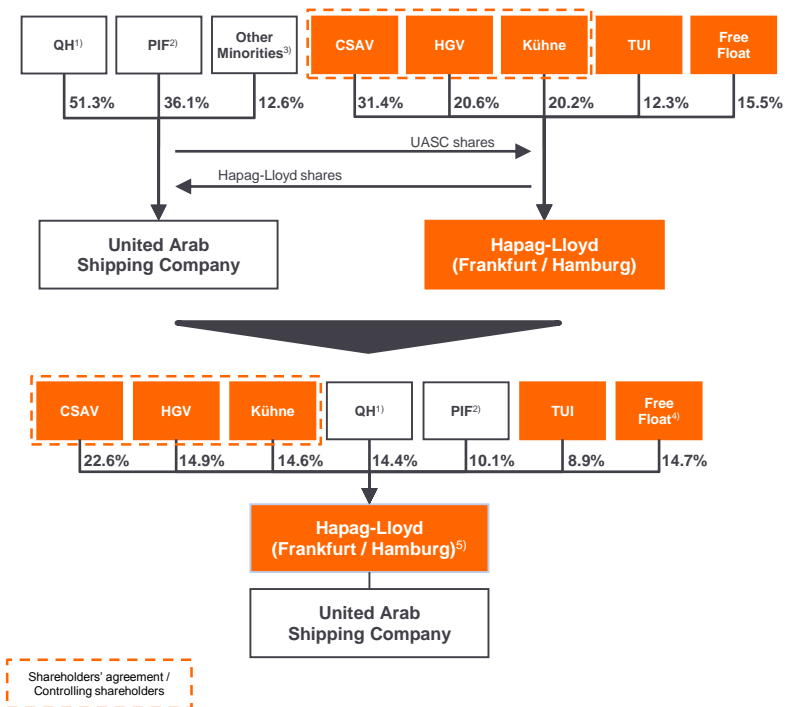 QH1)
PIF2)
Other
Minorities3)
CSAV
HGV
Kühne
TUI
Free
Float
51.3%
36.1%
12.6%
31.4%
20.6%
20.2%
12.3%
15.5%
UASC shares
Hapag-Lloyd shares
United Arab
Shipping Company
Hapag-Lloyd
(Frankfurt / Hamburg)
CSAV
HGV
Kühne
QH1)
PIF2)
TUI
Free
Float4)
22.6%
14.9%
14.6%
14.4%
10.1%
8.9%
14.7%
Hapag-Lloyd
(Frankfurt / Hamburg)5)
United Arab
Shipping Company
Shareholders' agreement /
Controlling shareholders